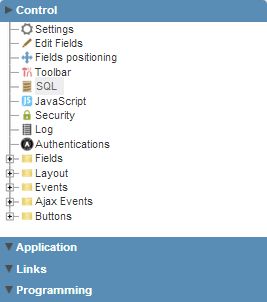 Control
Settings
Edit Fields
Fields positioning
Toolbar
SQL
JavaScript
Security
Log
Authentications
Fields
Layout
Events
Ajax Events
Buttons
Application
Links
Programming